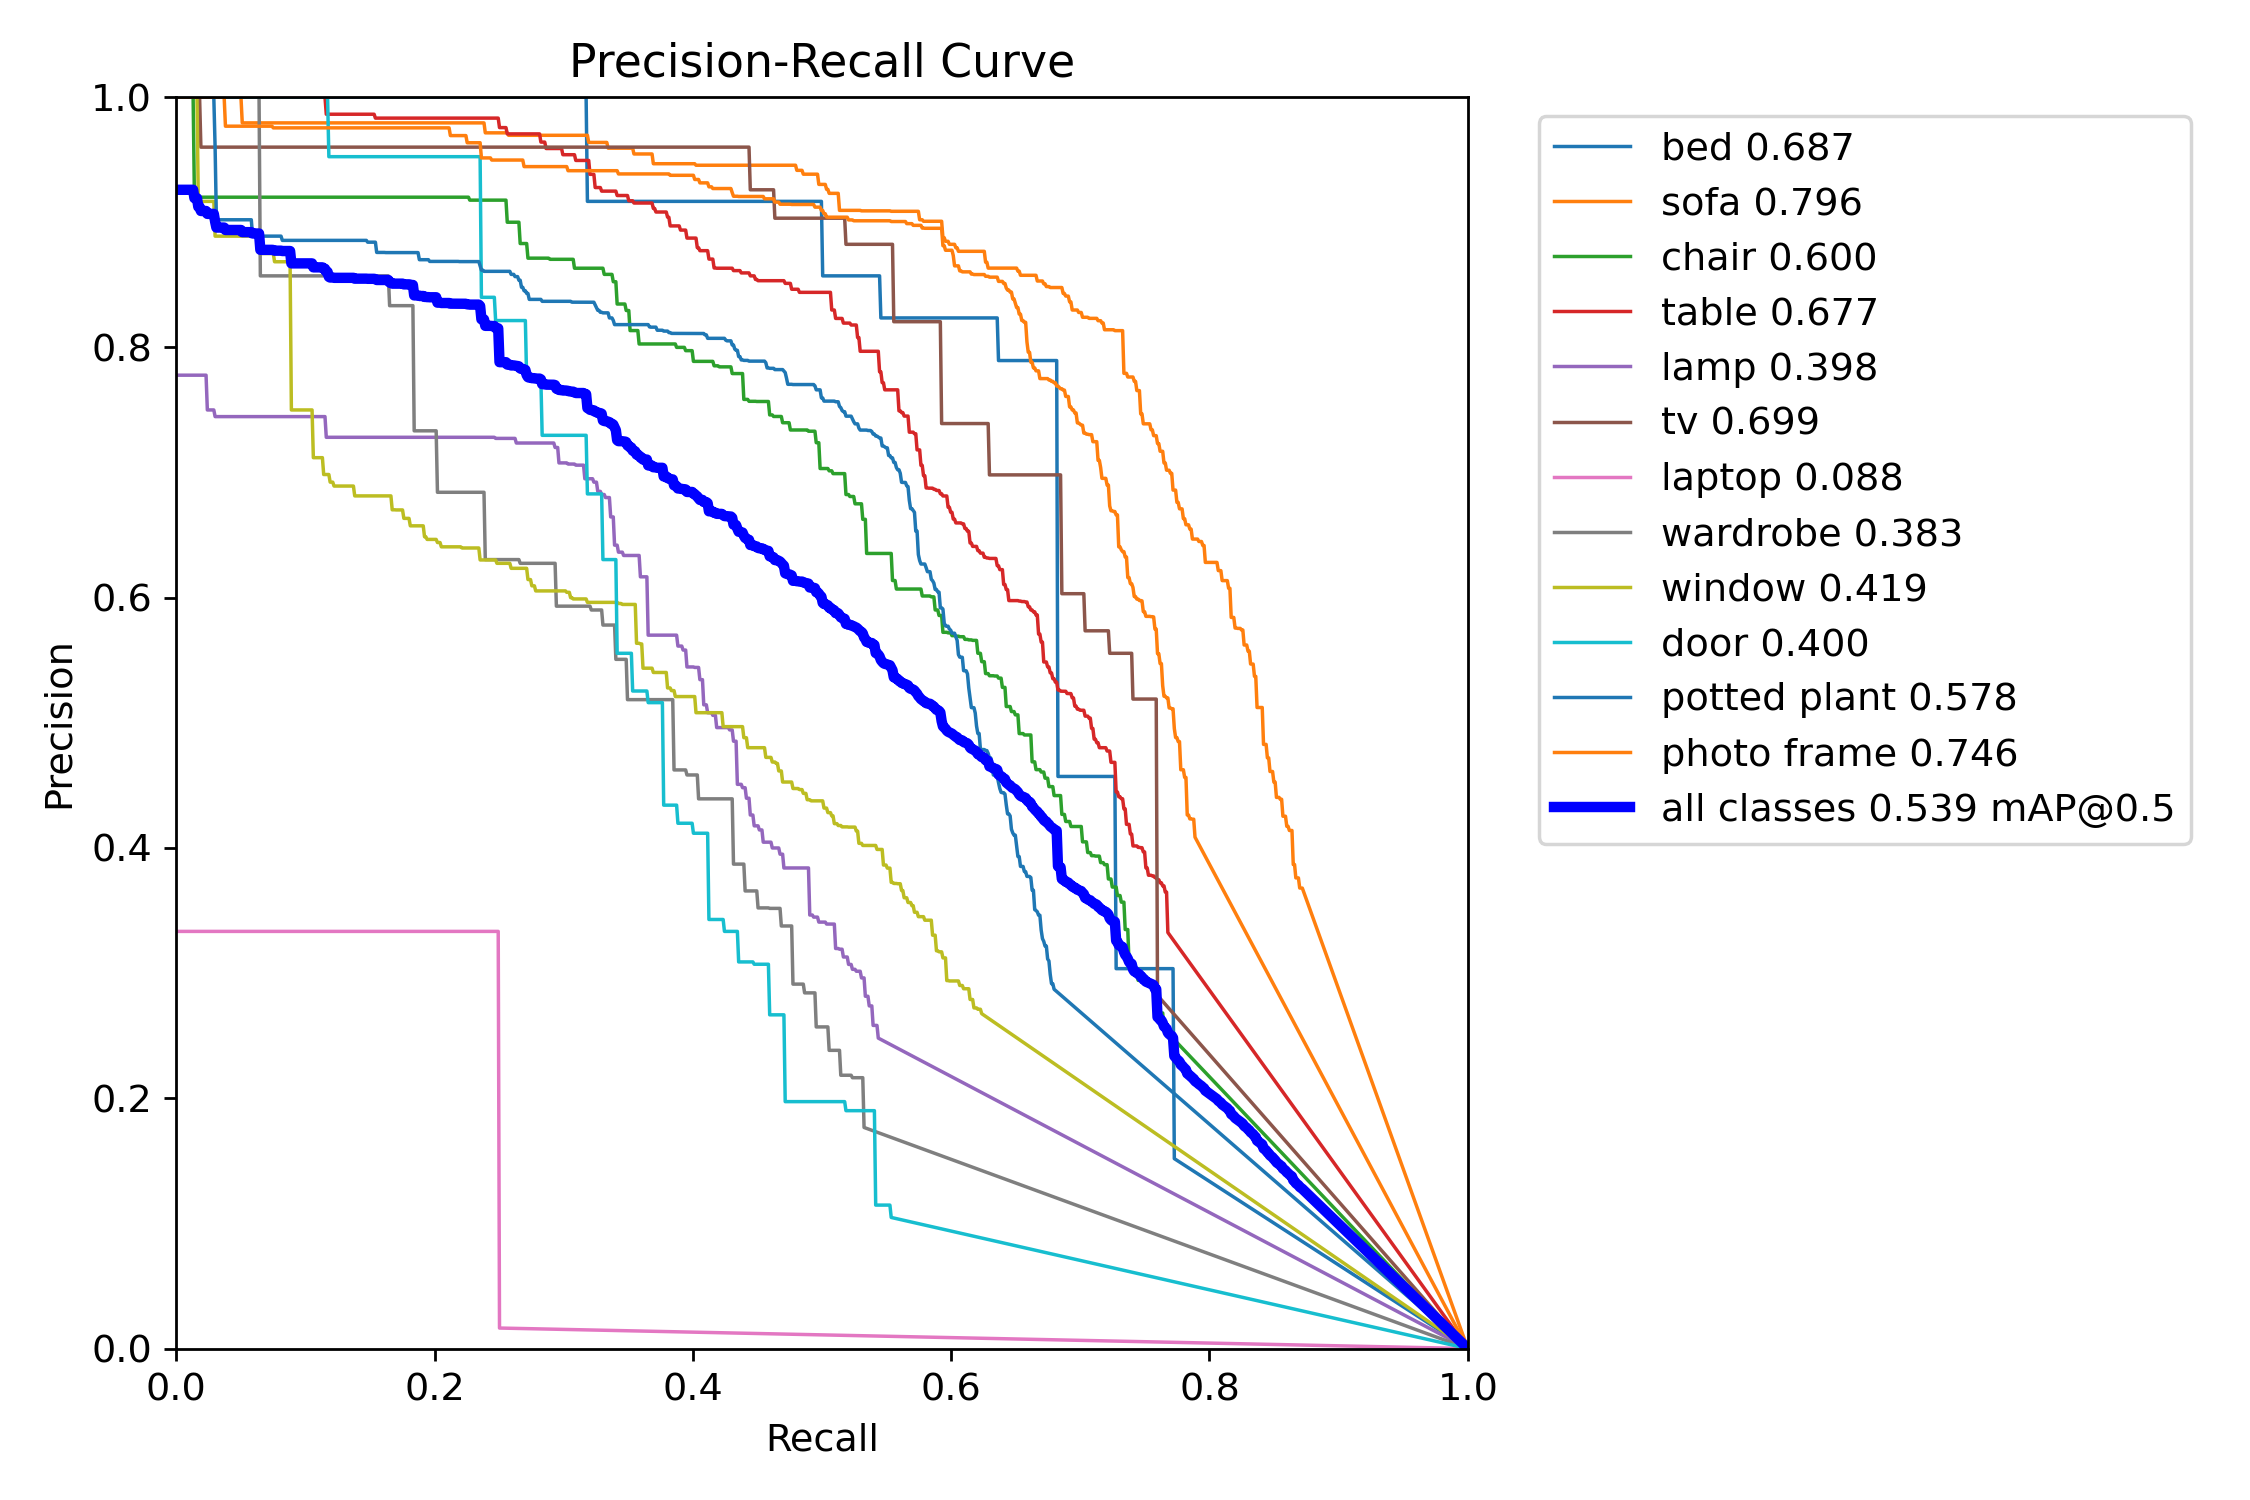 Precision-Recall Curve
1.0
0.8
0.6
0.4
0.2
0.0
Precision
0.0 0.2 0.4 0.6 0.8 1.0
Recall
bed 0.687
sofa 0.796
chair 0.600
table 0.677
lamp 0.398
tv 0.699
laptop 0.088
wardrobe 0.383
window 0.419
door 0.400
potted plant 0.578
photo frame 0.746
all classes 0.539 mAP@0.5